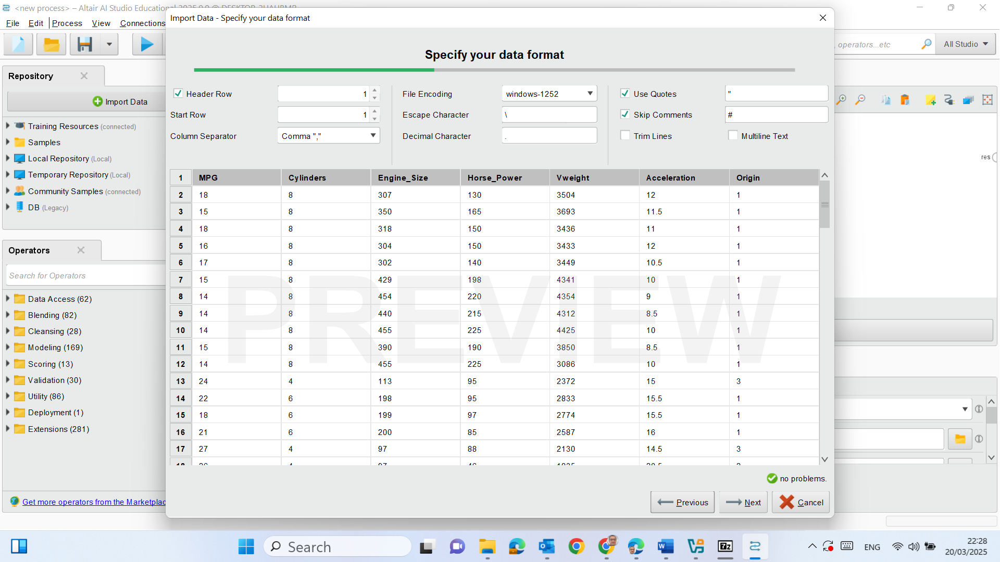 <new process> – Altair AI Studio Educational 2025.0.0 @ DESKTOP-2HAUBMB
File Edit Process View Connections
operators...etc
All Studio
Import Data - Specify your data format
Specify your data format
Header Row 1
Start Row 1
Column Separator Comma ","
File Encoding windows-1252
Escape Character \
Decimal Character .
Use Quotes "
Skip Comments #
Trim Lines
Multiline Text
1 MPG Cylinders Engine_Size Horse_Power Vweight Acceleration Origin
2 18 8 307 130 3504 12 1
3 15 8 350 165 3693 11.5 1
4 18 8 318 150 3436 11 1
5 16 8 304 150 3433 12 1
6 17 8 302 140 3449 10.5 1
7 15 8 429 198 4341 10 1
8 14 8 454 220 4354 9 1
9 14 8 440 215 4312 8.5 1
10 14 8 455 225 4425 10 1
11 15 8 390 190 3850 8.5 1
12 14 8 455 225 3086 10 1
13 24 4 113 95 2372 15 3
14 22 6 198 95 2833 15.5 1
15 18 6 199 97 2774 15.5 1
16 21 6 200 85 2587 16 1
17 27 4 97 88 2130 14.5 3
PREVIEW
no problems.
Previous
Next
Cancel
Repository
Import Data
Training Resources (connected)
Samples
Local Repository (Local)
Temporary Repository (Local)
Community Samples (connected)
DB (Legacy)
Operators
Search for Operators
Data Access (62)
Blending (82)
Cleansing (28)
Modeling (169)
Scoring (13)
Validation (30)
Utility (86)
Deployment (1)
Extensions (281)
Get more operators from the Marketplac
res
Search
ENG
22:28
20/03/2025